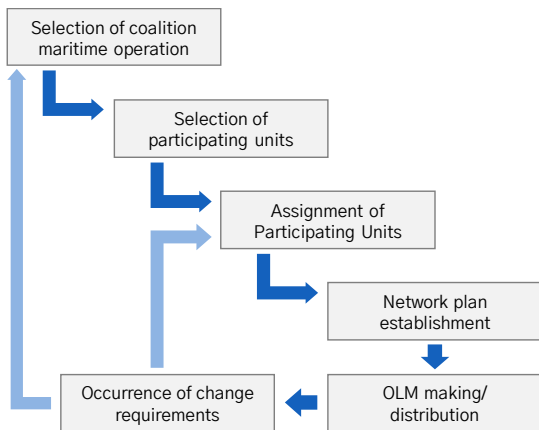 Selection of coalition
maritime operation
Selection of
participating units
Assignment of
Participating Units
Network plan
establishment
OLM making/
distribution
Occurrence of change
requirements